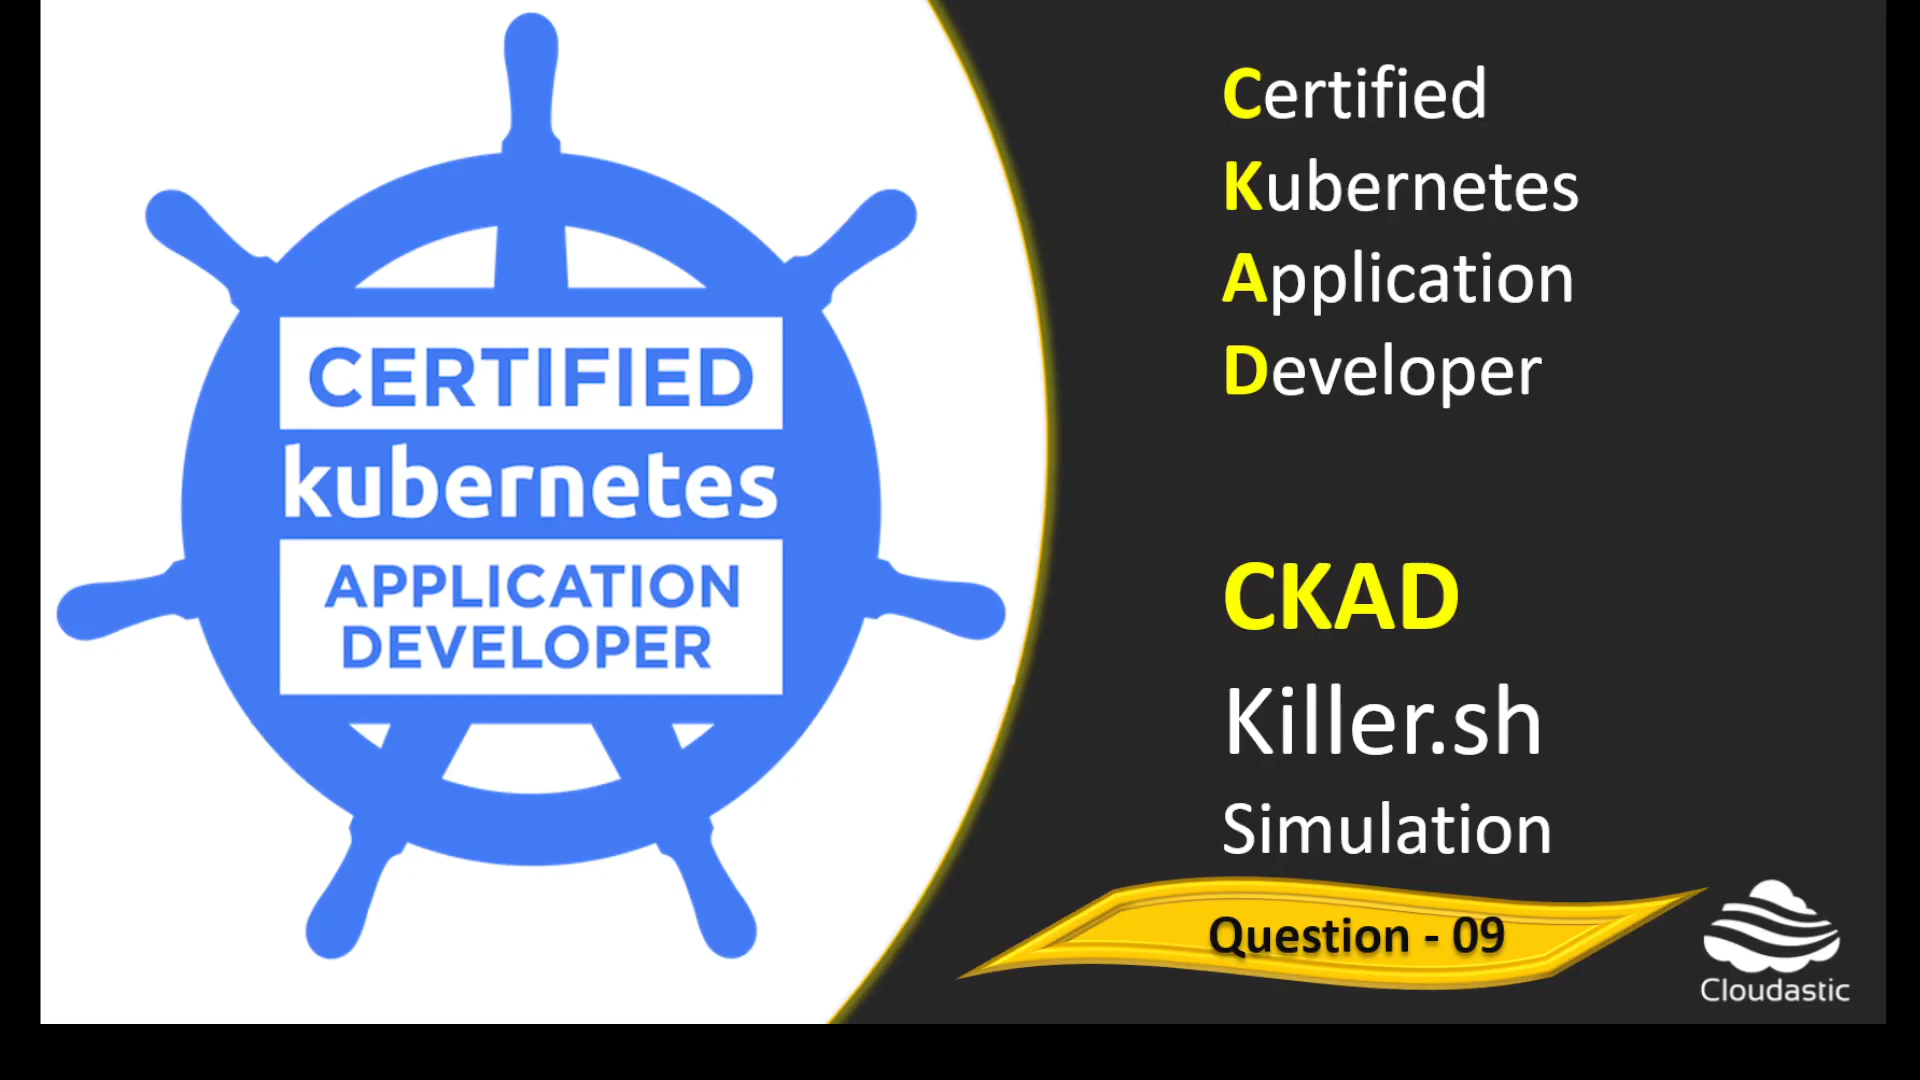 CERTIFIED
kubernetes
APPLICATION
DEVELOPER
Certified
Kubernetes
Application
Developer
CKAD
Killer.sh
Simulation
Question - 09
Cloudastic